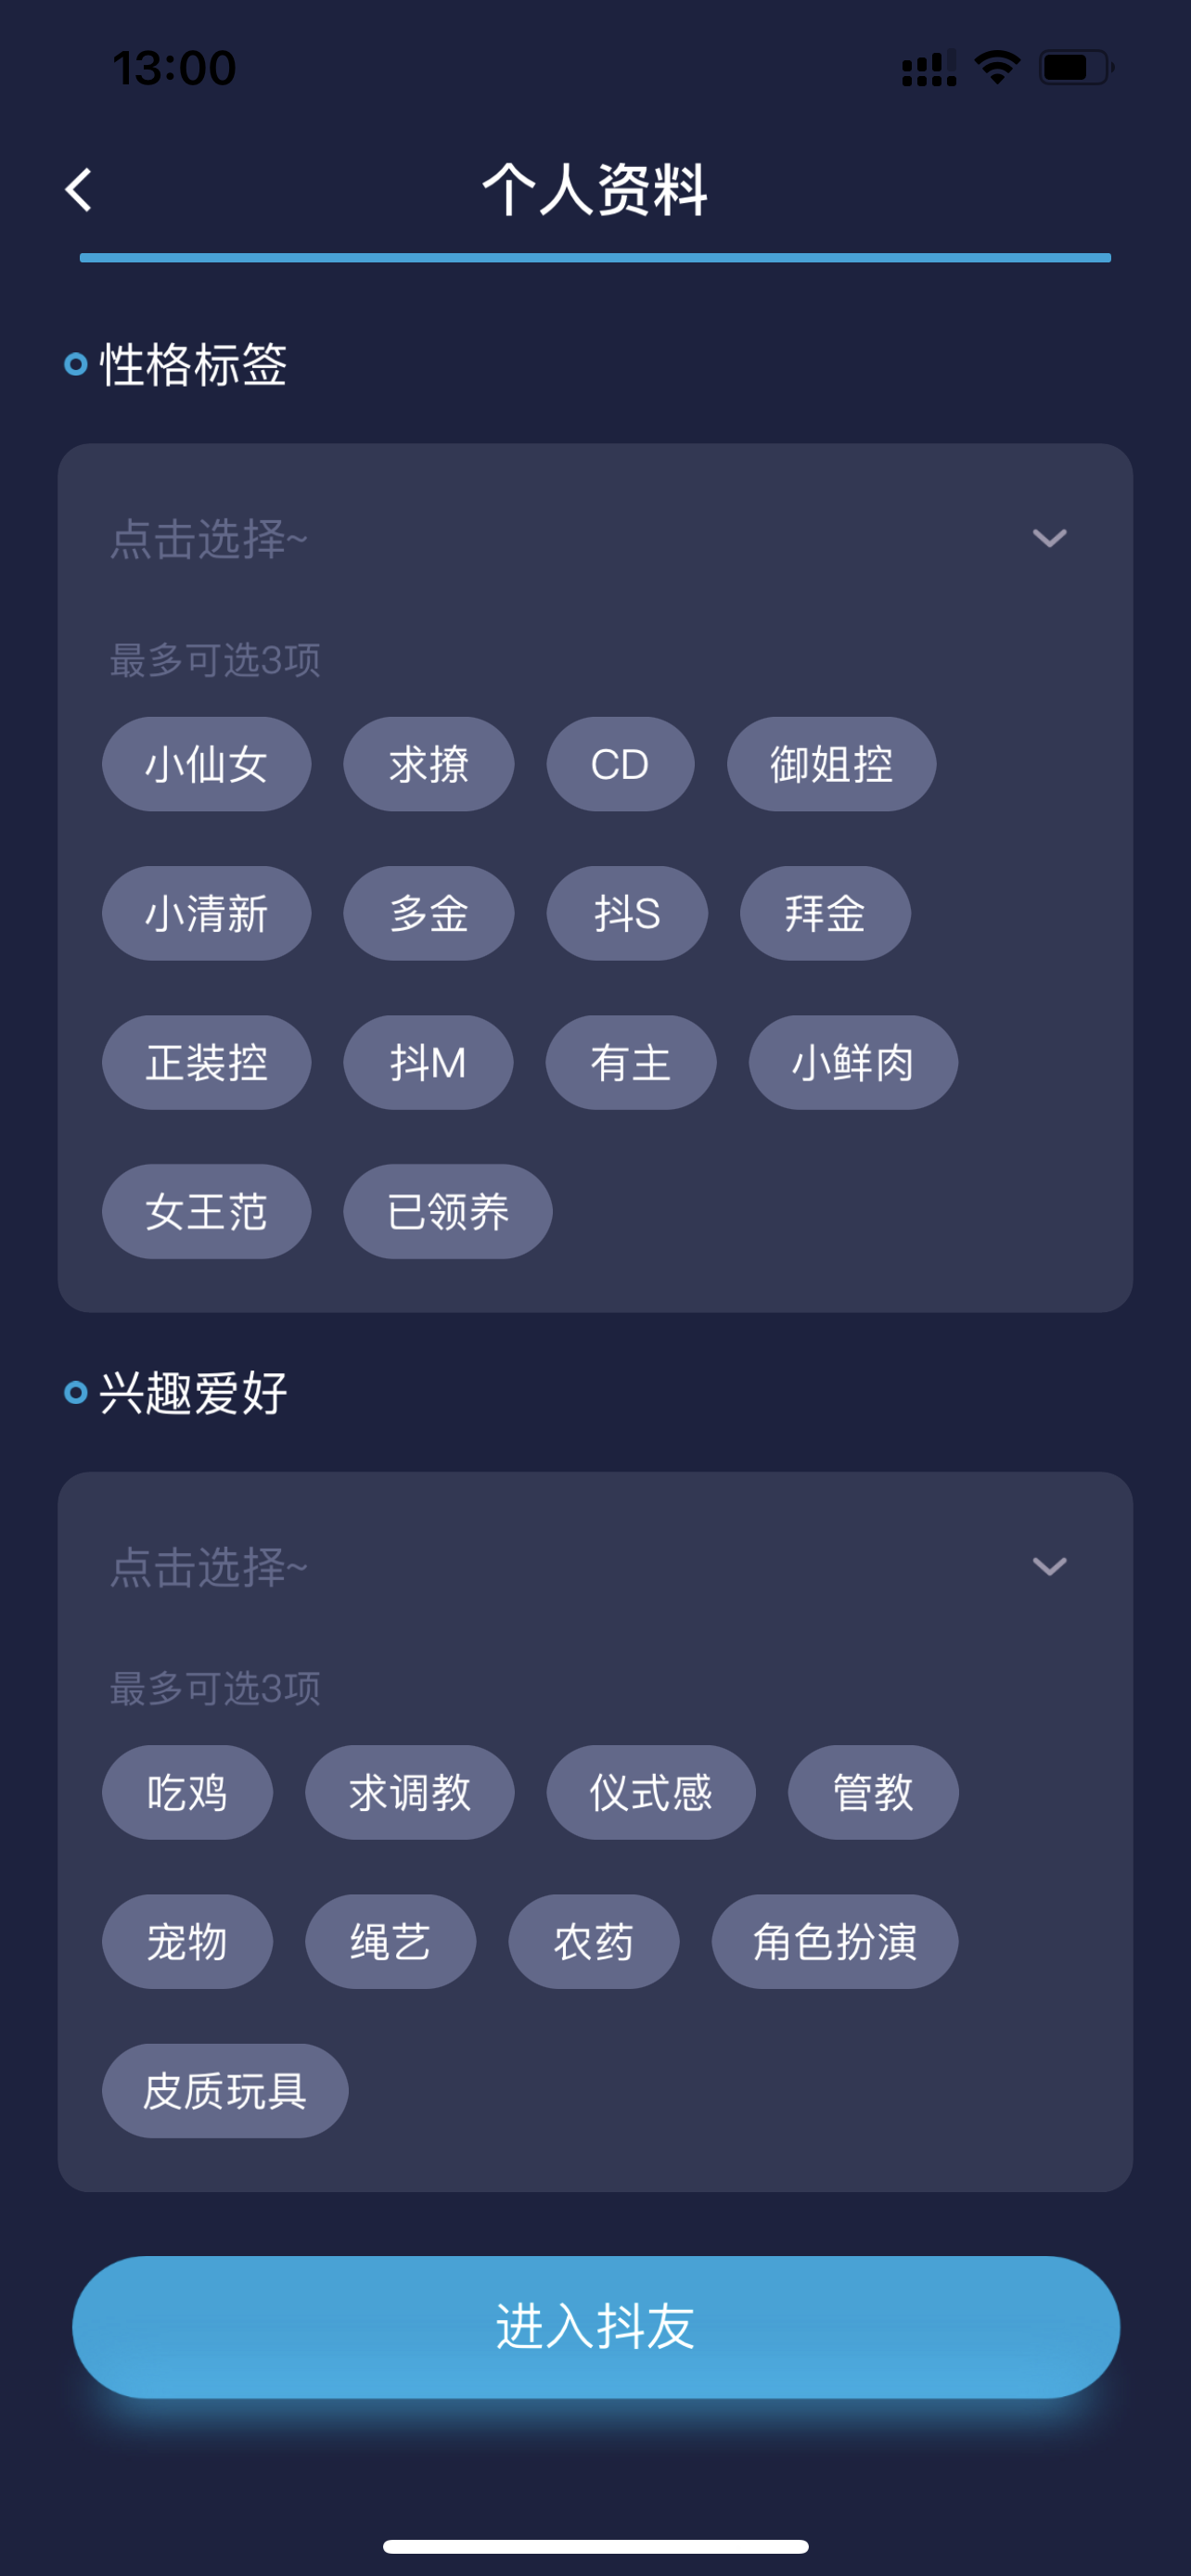 13:00
个人资料
性格标签
点击选择~
最多可选3项
小仙女 求撩 CD 御姐控
小清新 多金 抖S 拜金
正装控 抖M 有主 小鲜肉
女王范 已领养
兴趣爱好
点击选择~
最多可选3项
吃鸡 求调教 仪式感 管教
宠物 绳艺 农药 角色扮演
皮质玩具
进入抖友